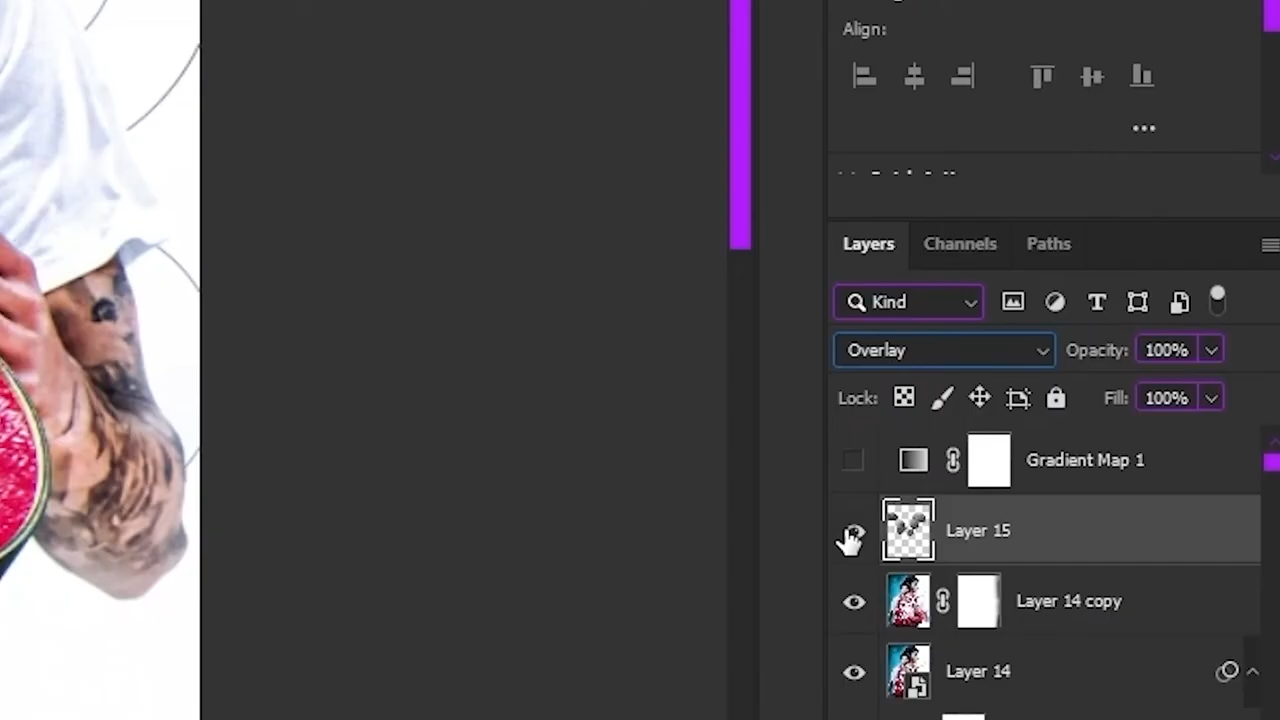 Align:
Layers Channels Paths
Kind
Overlay Opacity: 100%
Lock: Fill: 100%
Gradient Map 1
Layer 15
Layer 14 copy
Layer 14